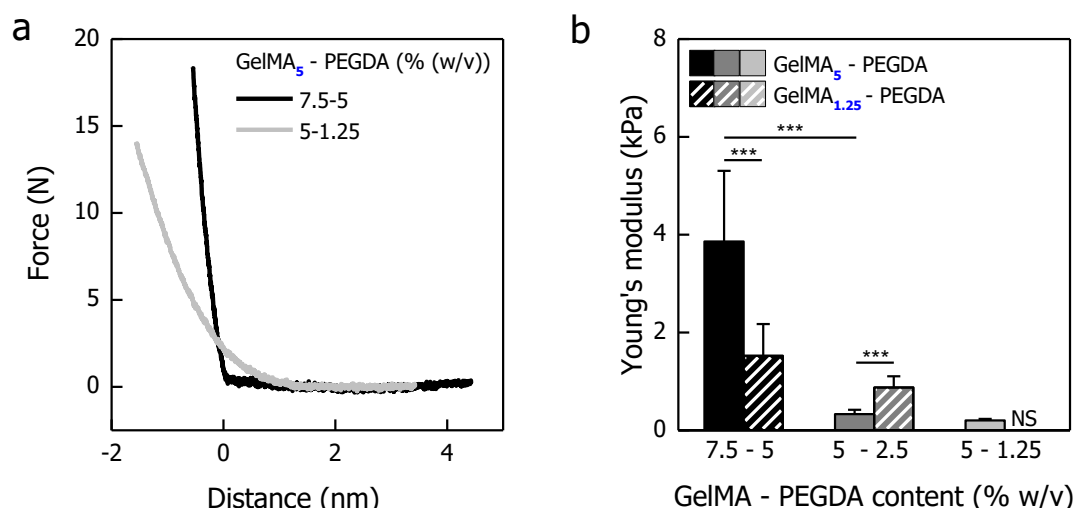 a
GelMA5 - PEGDA (% (w/v))
7.5-5
5-1.25
20
15
10
5
0
Force (N)
-2
0
2
4
Distance (nm)
b
GelMA5 - PEGDA
GelMA1.25 - PEGDA
***
***
***
NS
8
6
4
2
0
Young's modulus (kPa)
7.5 - 5
5 - 2.5
5 - 1.25
GelMA - PEGDA content (% w/v)